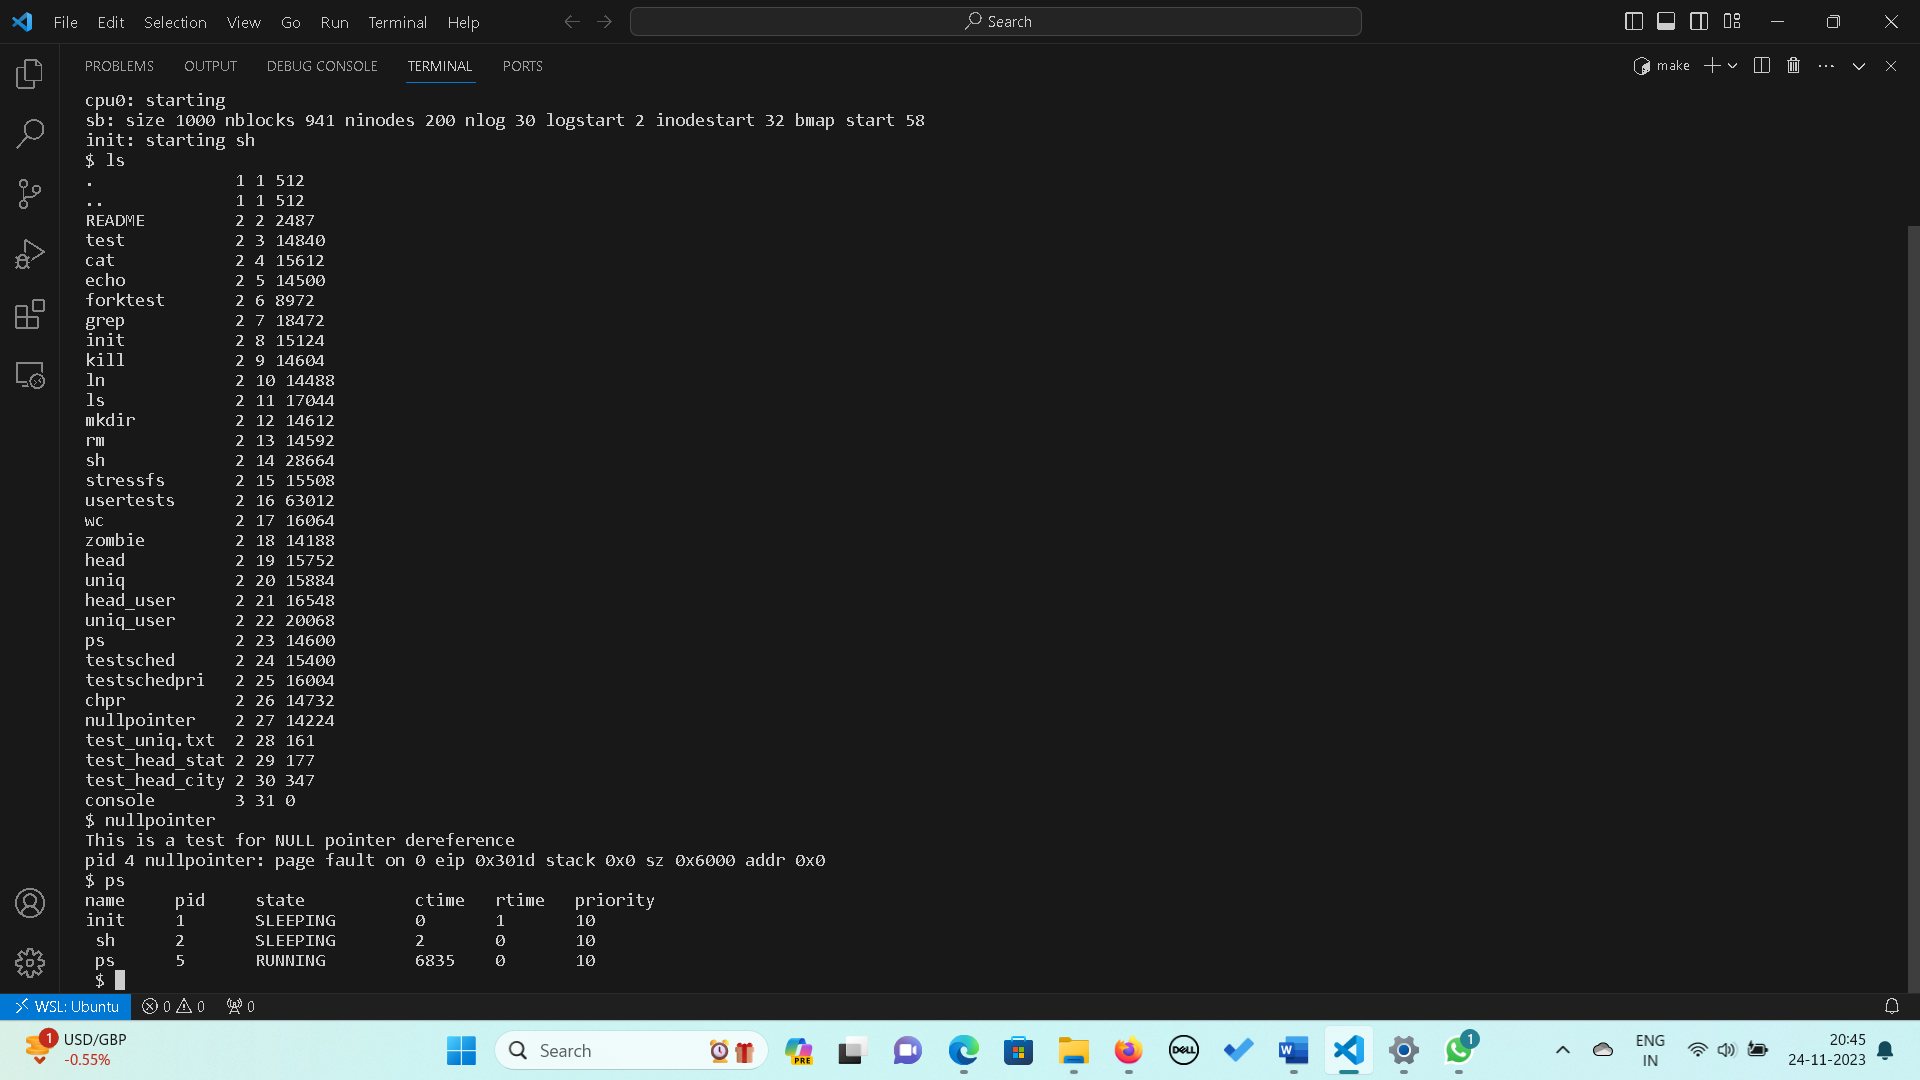 File Edit Selection View Go Run Terminal Help
Search
PROBLEMS OUTPUT DEBUG CONSOLE TERMINAL PORTS
make
cpu0: starting
sb: size 1000 nblocks 941 ninodes 200 nlog 30 logstart 2 inodestart 32 bmap start 58
init: starting sh
$ ls
. 1 1 512
.. 1 1 512
README 2 2 2487
test 2 3 14840
cat 2 4 15612
echo 2 5 14500
forktest 2 6 8972
grep 2 7 18472
init 2 8 15124
kill 2 9 14604
ln 2 10 14488
ls 2 11 17044
mkdir 2 12 14612
rm 2 13 14592
sh 2 14 28664
stressfs 2 15 15508
usertests 2 16 63012
wc 2 17 16064
zombie 2 18 14188
head 2 19 15752
uniq 2 20 15884
head_user 2 21 16548
uniq_user 2 22 20068
ps 2 23 14600
testsched 2 24 15400
testschedpri 2 25 16004
chpr 2 26 14732
nullpointer 2 27 14224
test_uniq.txt 2 28 161
test_head_stat 2 29 177
test_head_city 2 30 347
console 3 31 0
$ nullpointer
This is a test for NULL pointer dereference
pid 4 nullpointer: page fault on 0 eip 0x301d stack 0x0 sz 0x6000 addr 0x0
$ ps
name pid state ctime rtime priority
init 1 SLEEPING 0 1 10
sh 2 SLEEPING 2 0 10
ps 5 RUNNING 6835 0 10
$
WSL: Ubuntu 0 0 0
1 USD/GBP
-0.55%
Search
PRE
DELL
W
1
ENG
IN
20:45
24-11-2023